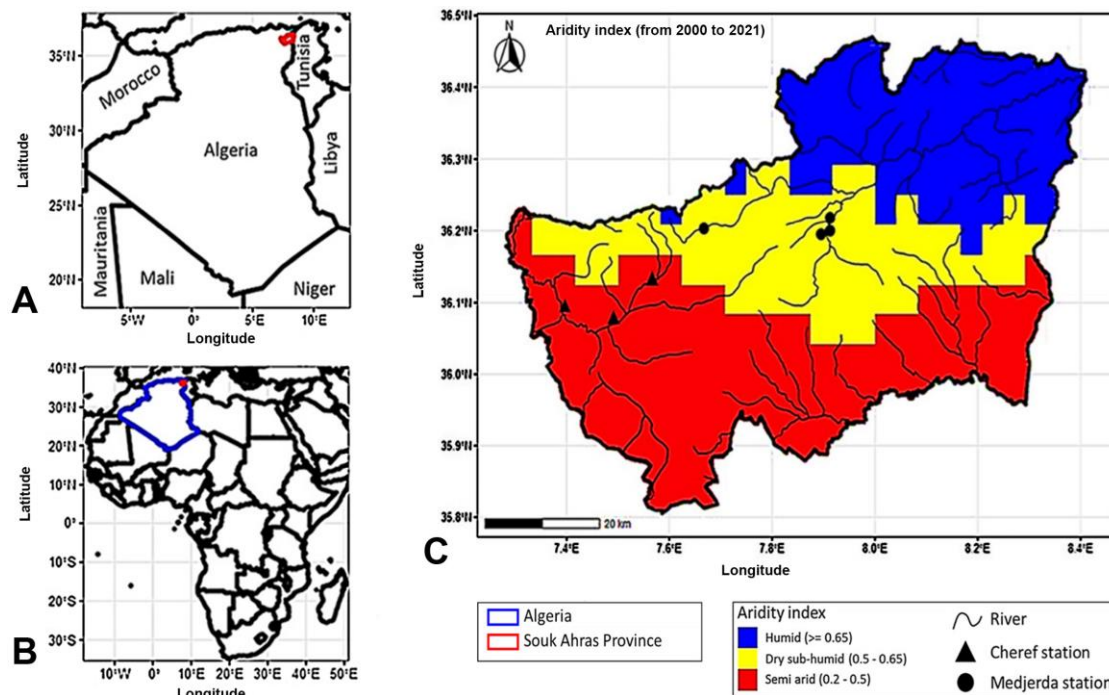 A
35°N
30°N
25°N
20°N
Latitude
Morocco
Algeria
Tunisia
Libya
Mauritania
Mali
Niger
5°W
0°
5°E
10°E
Longitude
B
40°N
30°N
20°N
10°N
0°
10°S
20°S
30°S
Latitude
10°W
0°
10°E
20°E
30°E
40°E
50°E
Longitude
C
Aridity index (from 2000 to 2021)
N
36.5°N
36.4°N
36.3°N
36.2°N
36.1°N
36.0°N
35.9°N
35.8°N
Latitude
20 km
7.4°E
7.6°E
7.8°E
8.0°E
8.2°E
8.4°E
Longitude
Algeria
Souk Ahras Province
Aridity index
Humid (>= 0.65)
Dry sub-humid (0.5 - 0.65)
Semi arid (0.2 - 0.5)
River
Cheref station
Medjerda station